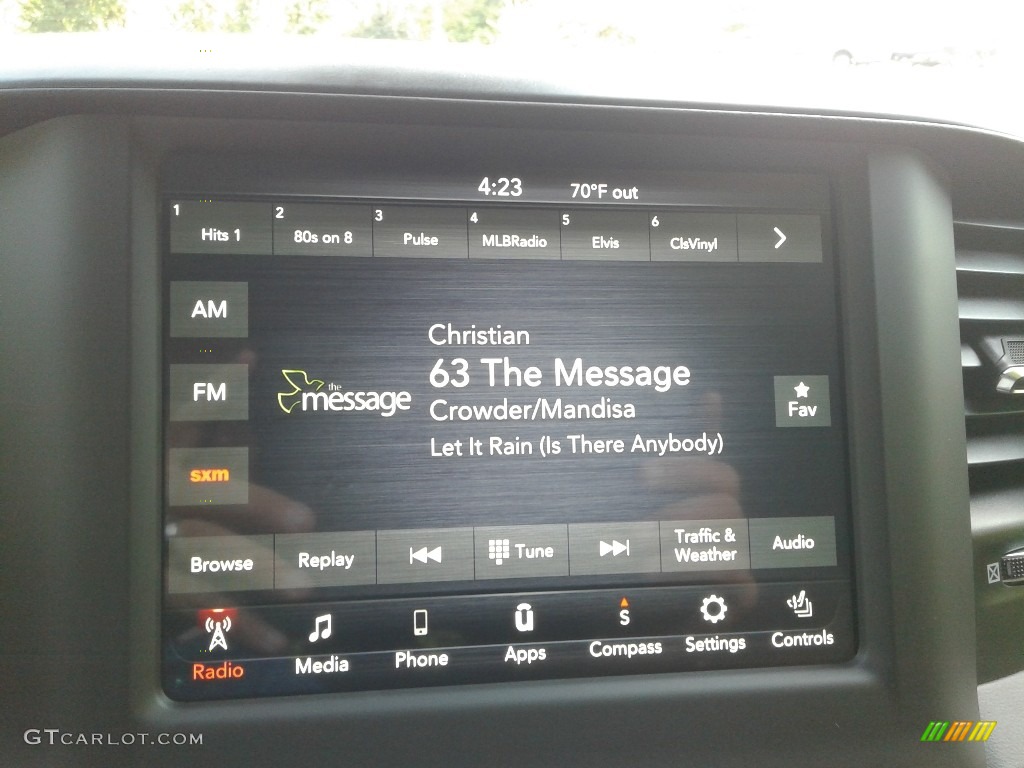 4:23 70°F out
1 Hits 1 2 80s on 8 3 Pulse 4 MLBRadio 5 Elvis 6 ClsVinyl
AM
Christian
63 The Message
the message
FM
Fav
Crowder/Mandisa
Let It Rain (Is There Anybody)
sxm
Browse Replay Tune Traffic & Weather Audio
S
Radio Media Phone Apps Compass Settings Controls
GTCARLOT.COM